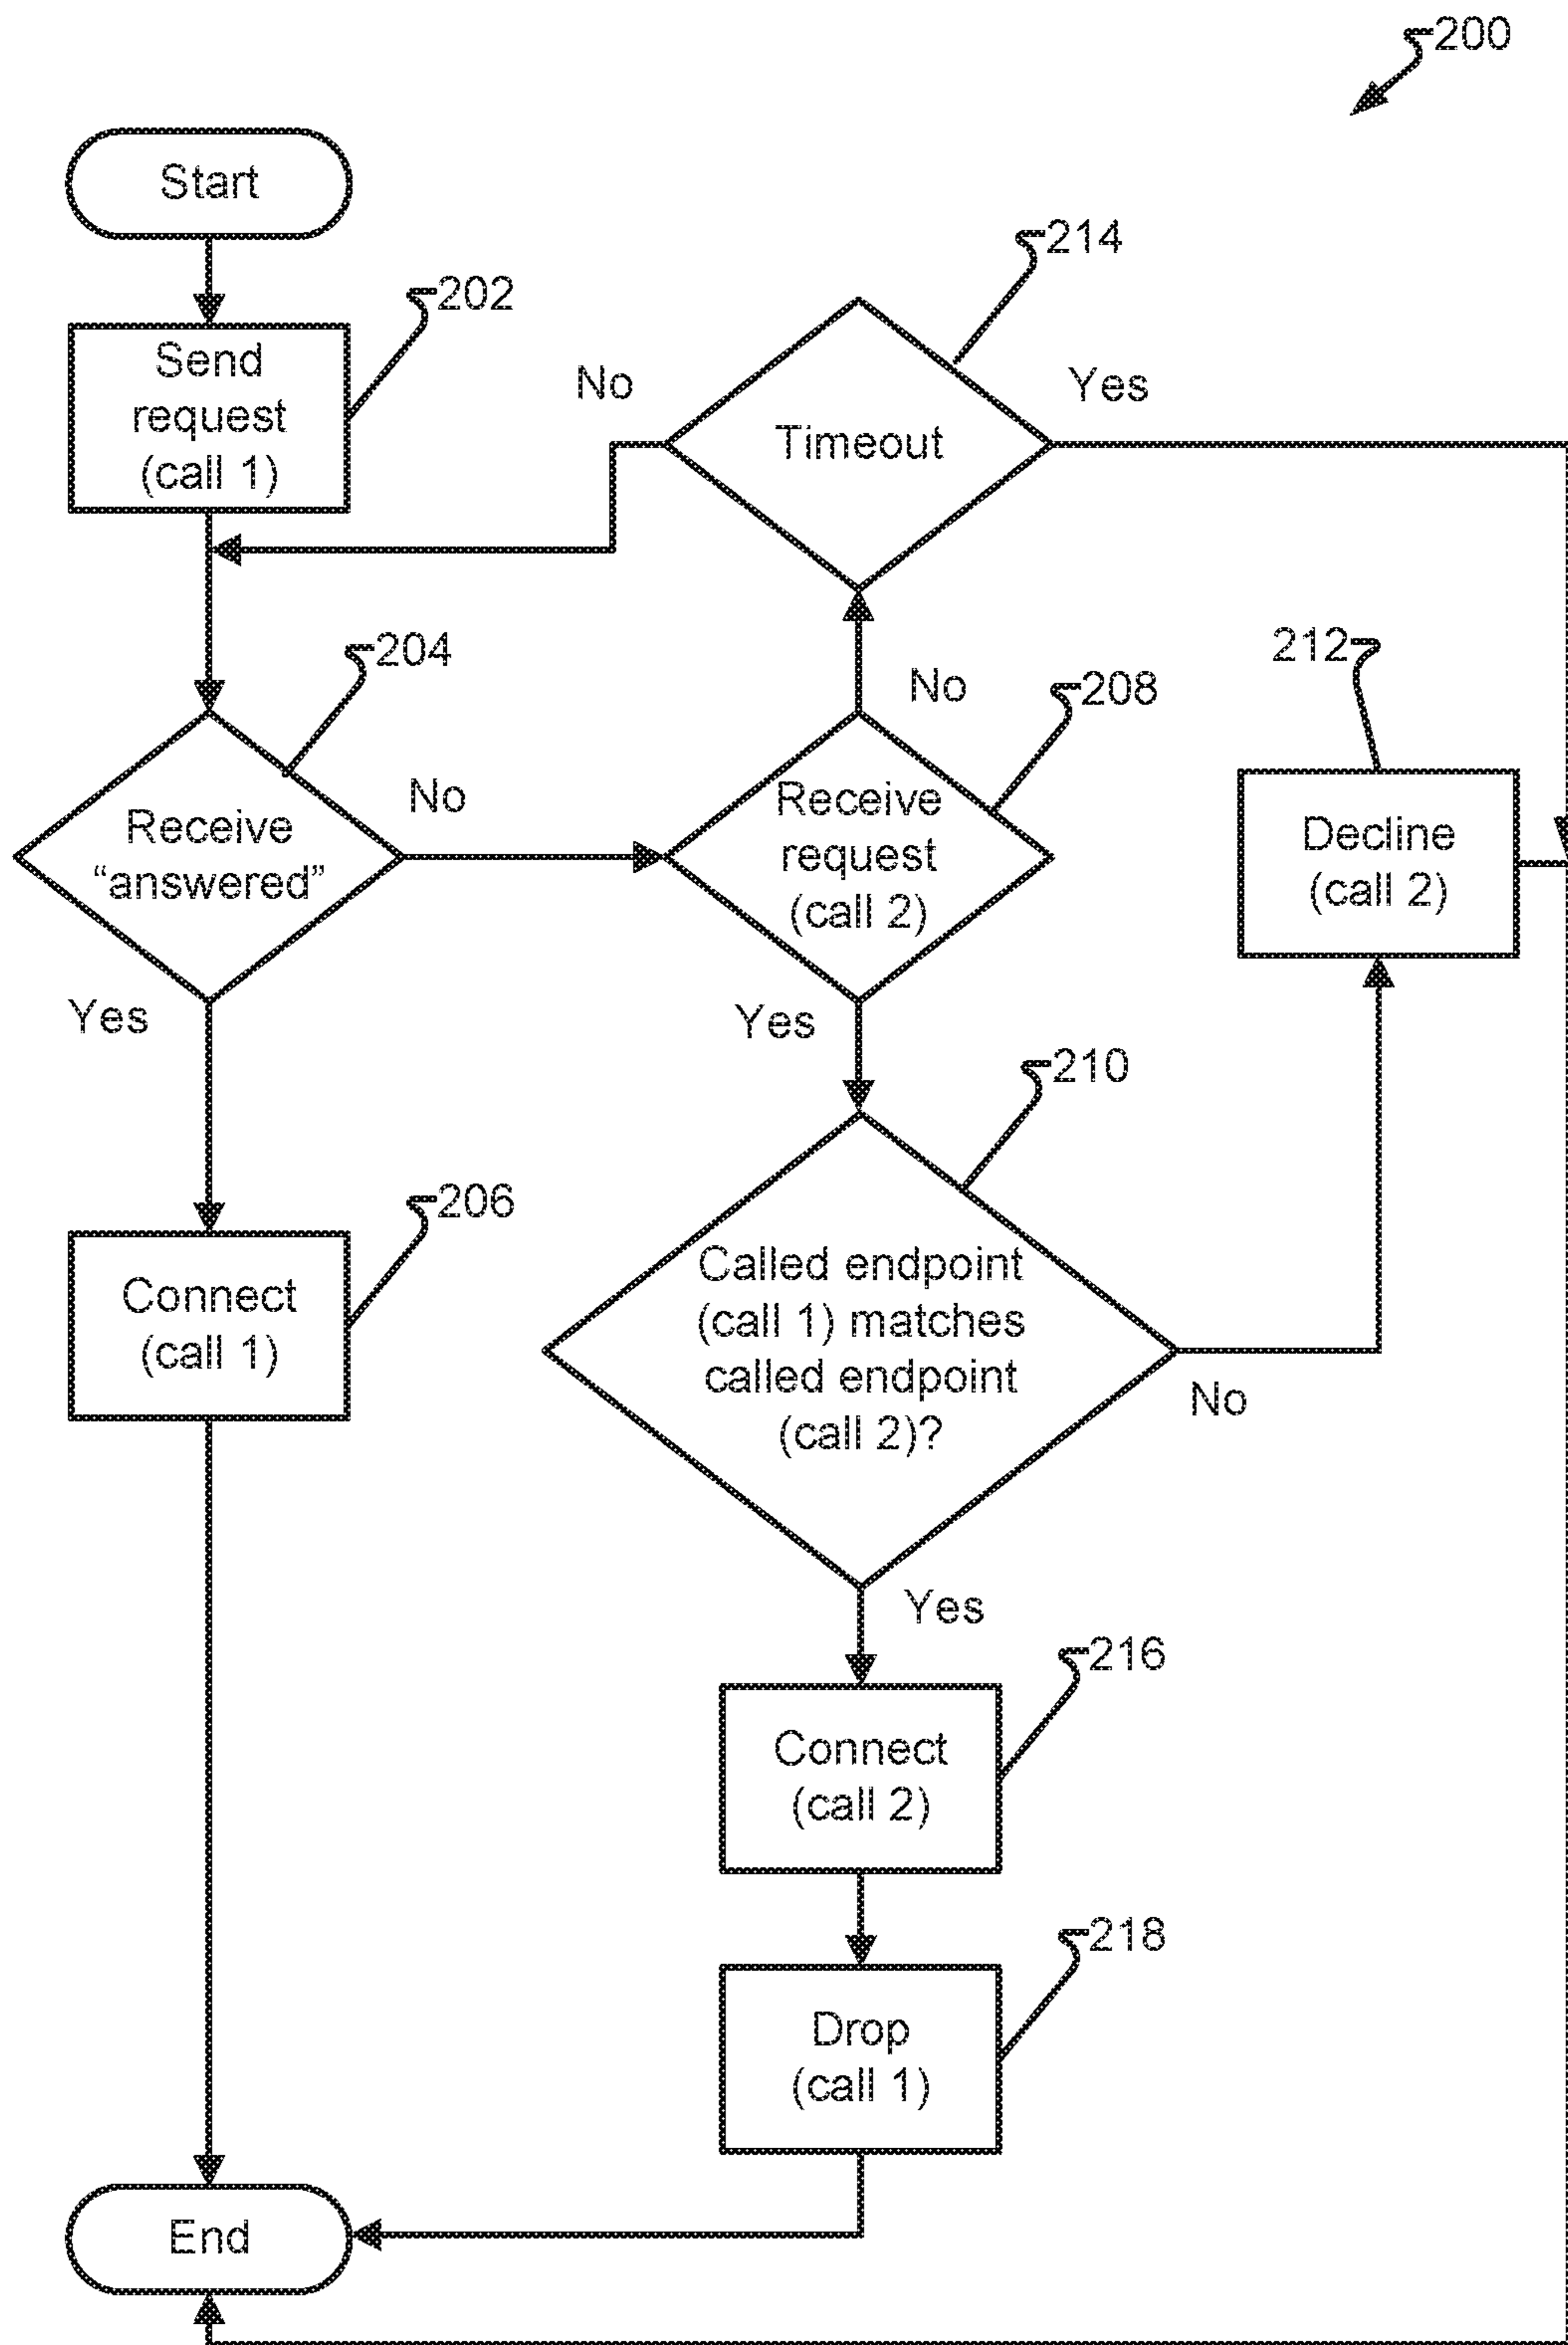 200
Start
214
202
Send
request
(call 1)
No
Yes
Timeout
204
212
No
208
Receive
"answered"
No
Receive
request
(call 2)
Decline
(call 2)
Yes
Yes
210
206
Connect
(call 1)
Called endpoint
(call 1) matches
called endpoint
(call 2)?
No
Yes
216
Connect
(call 2)
218
Drop
(call 1)
End